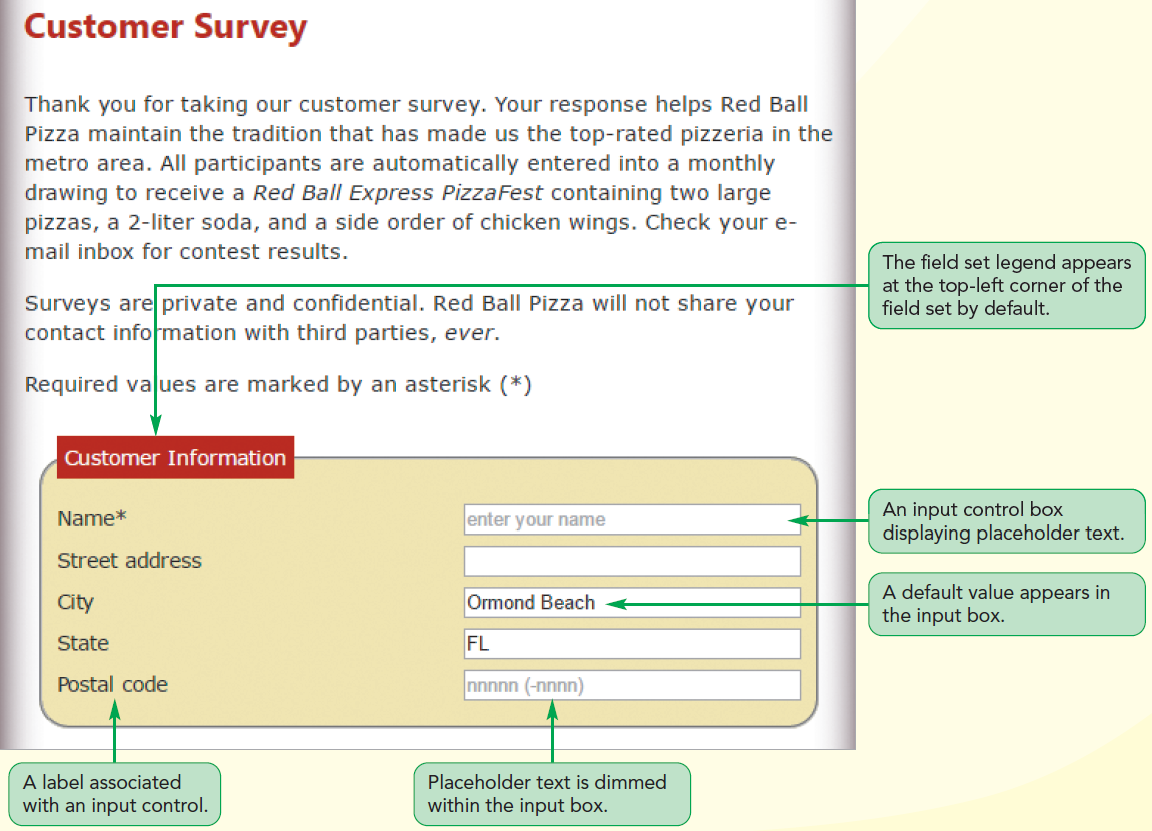 Customer Survey
Thank you for taking our customer survey. Your response helps Red Ball
Pizza maintain the tradition that has made us the top-rated pizzeria in the
metro area. All participants are automatically entered into a monthly
drawing to receive a Red Ball Express PizzaFest containing two large
pizzas, a 2-liter soda, and a side order of chicken wings. Check your e-
mail inbox for contest results.
The field set legend appears
at the top-left corner of the
field set by default.
Surveys are private and confidential. Red Ball Pizza will not share your
contact information with third parties, ever.
Required values are marked by an asterisk (*)
Customer Information
Name*
enter your name
An input control box
displaying placeholder text.
Street address
City
Ormond Beach
A default value appears in
the input box.
State
FL
Postal code
nnnnn (-nnnn)
A label associated
with an input control.
Placeholder text is dimmed
within the input box.